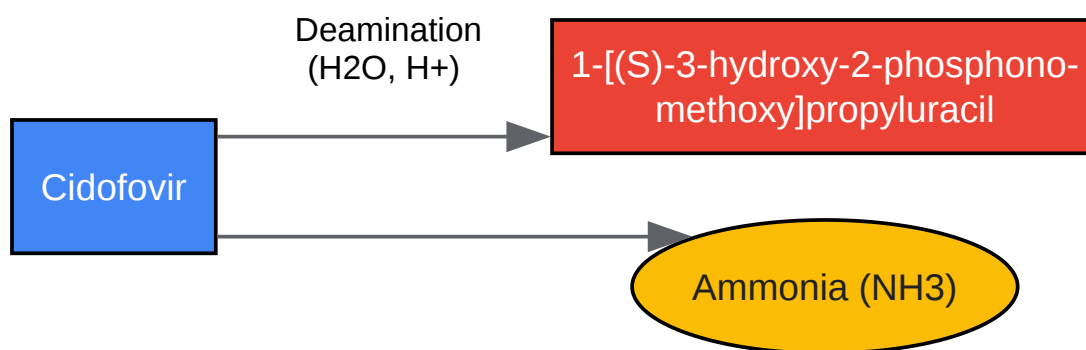 Deamination
(H2O, H+)
1-[(S)-3-hydroxy-2-phosphono-
methoxy]propyluracil
Cidofovir
Ammonia (NH3)